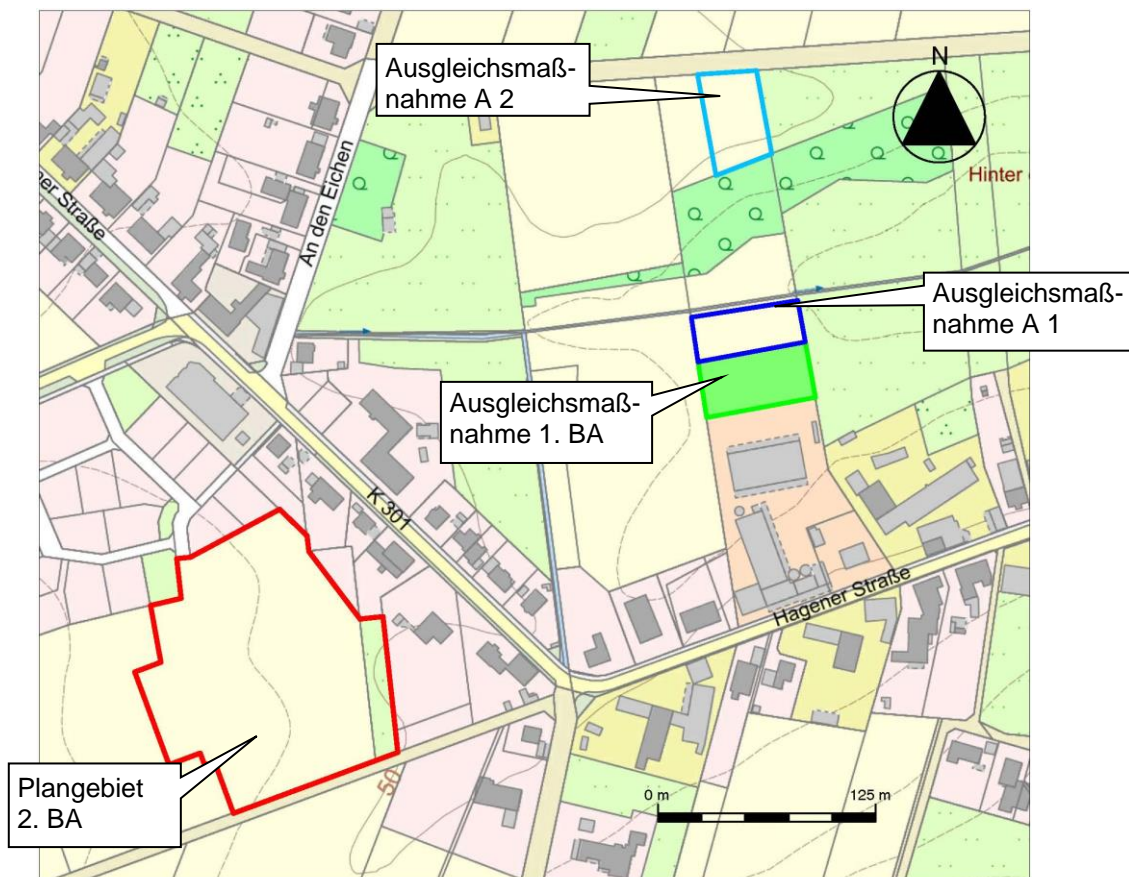 Ausgleichsmaß-
nahme A 2
N
Hinter
An den Eichen
ner Straße
Ausgleichsmaß-
nahme A 1
Ausgleichsmaß-
nahme 1. BA
K 301
Hagener Straße
Plangebiet
2. BA
50
0 m
125 m